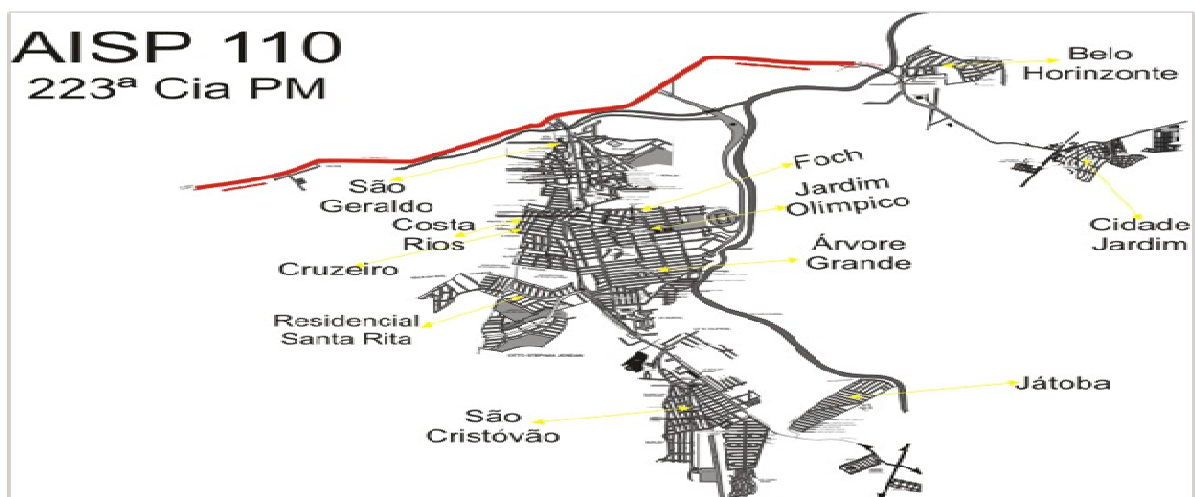 AISP 110
223ª Cia PM
Belo
Horinzonte
Foch
São
Geraldo
Jardim
Olímpico
Costa
Rios
Cidade
Jardim
Árvore
Grande
Cruzeiro
Residencial
Santa Rita
Játoba
São
Cristóvão